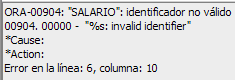 ORA-00904: "SALARIO": identificador no válido
00904. 00000 -  "%s: invalid identifier"
*Cause:
*Action:
Error en la línea: 6, columna: 10